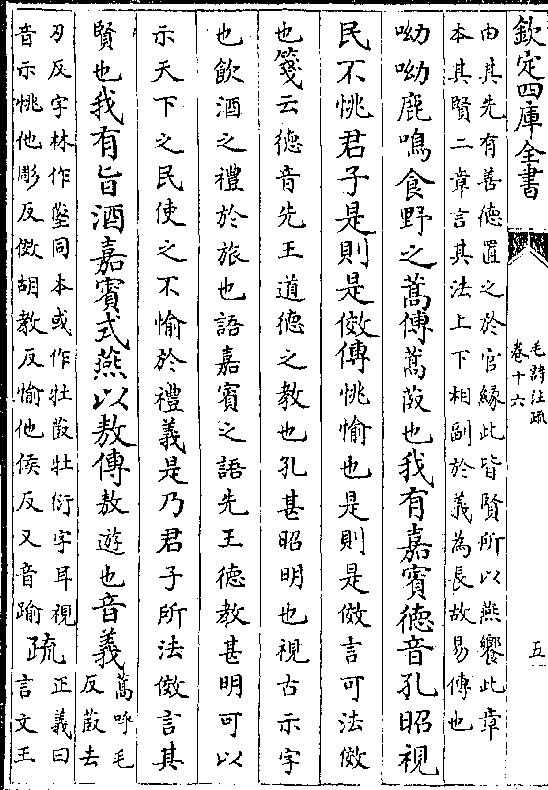 欽定四庫全書
毛詩注疏
卷十六
五
由其先有善德置之於官緣此皆賢所以燕饗此章
本其賢二章言其法上下相副於義為長故易傳也
呦呦鹿鳴食野之蒿傳蒿菣也我有嘉賓德音孔昭視
民不恌君子是則是傚傳恌愉也是則是傚言可法傚
也箋云德音先王道德之教也孔甚昭明也視古示字
也飲酒之禮於旅也語嘉賓之語先王德教甚明可以
示天下之民使之不愉於禮義是乃君子所法傚言其
賢也我有旨酒嘉賓式燕以敖傳敖遊也音義
蒿呼毛
反菣去
刃反字林作䓳同本或作牡菣牡衍字耳視
音示恌他彫反傚胡教反愉他侯反又音踰
疏
正義曰
言文王